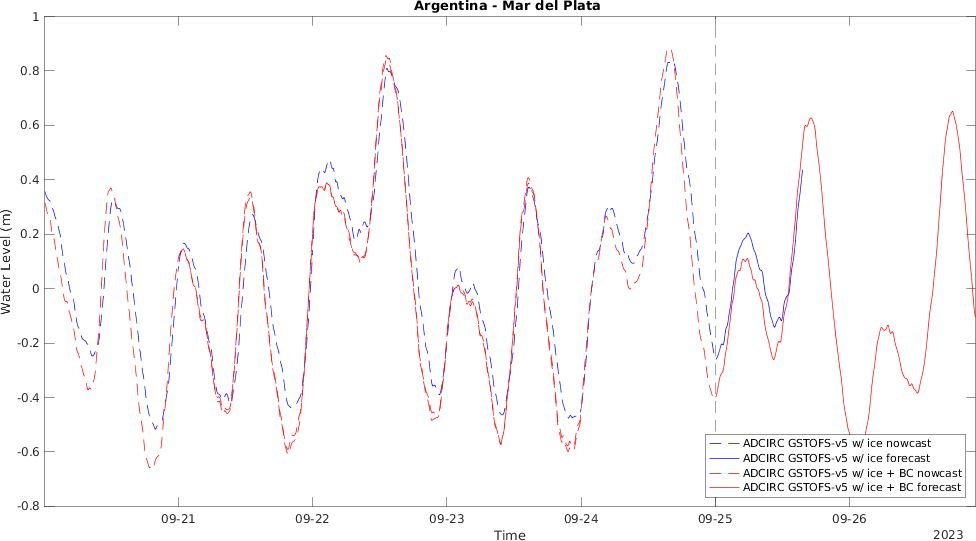 Argentina - Mar del Plata
1
0.8
0.6
0.4
0.2
0
-0.2
-0.4
-0.6
-0.8
Water Level (m)
09-21
09-22
09-23
09-24
09-25
09-26
Time
2023
ADCIRC GSTOFS-v5 w/ ice nowcast
ADCIRC GSTOFS-v5 w/ ice forecast
ADCIRC GSTOFS-v5 w/ ice + BC nowcast
ADCIRC GSTOFS-v5 w/ ice + BC forecast